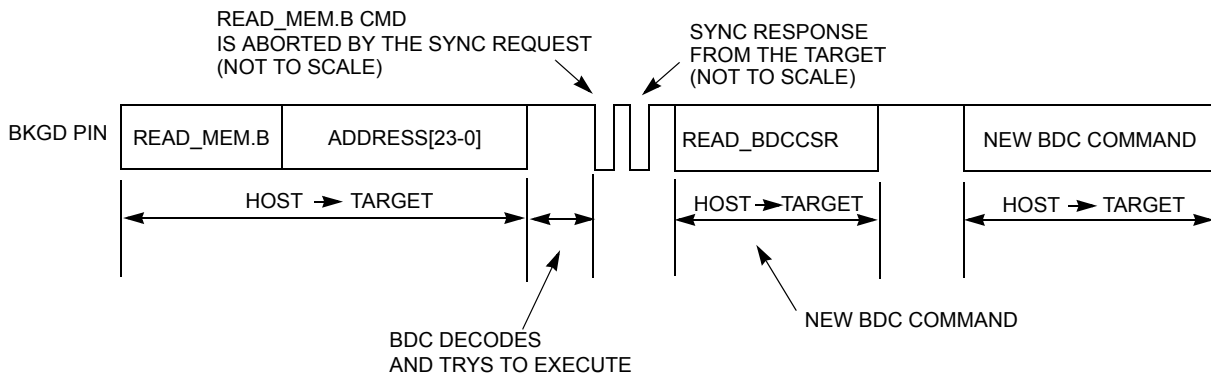 READ_MEM.B CMD
IS ABORTED BY THE SYNC REQUEST
(NOT TO SCALE)
SYNC RESPONSE
FROM THE TARGET
(NOT TO SCALE)
BKGD PIN
READ_MEM.B
ADDRESS[23-0]
READ_BDCCSR
NEW BDC COMMAND
HOST → TARGET
HOST → TARGET
HOST → TARGET
BDC DECODES
AND TRYS TO EXECUTE
NEW BDC COMMAND